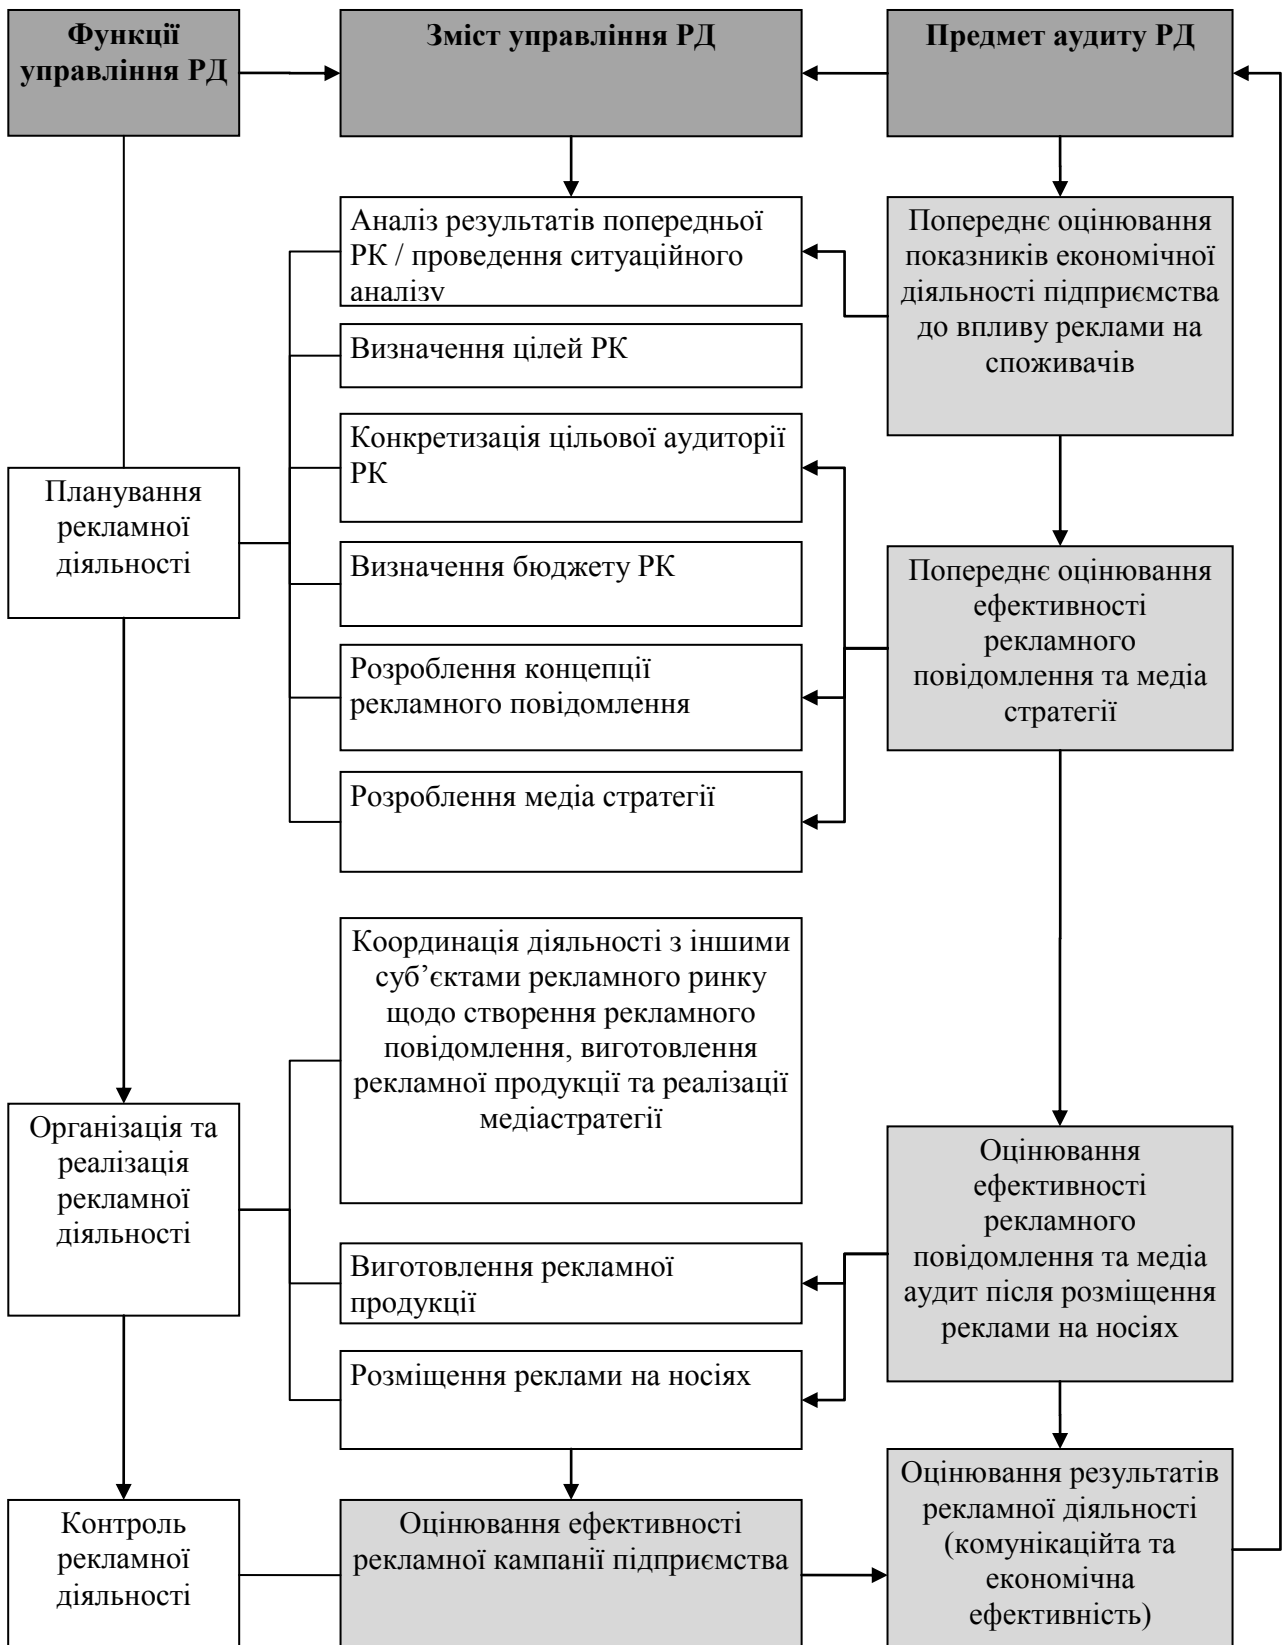 Функції
управління РД
Зміст управління РД
Предмет аудиту РД
Аналіз результатів попередньої
РК / проведення ситуаційного
аналізу
Попереднє оцінювання
показників економічної
діяльності підприємства
до впливу реклами на
споживачів
Визначення цілей РК
Конкретизація цільової аудиторії
РК
Планування
рекламної
діяльності
Визначення бюджету РК
Попереднє оцінювання
ефективності
рекламного
повідомлення та медіа
стратегії
Розроблення концепції
рекламного повідомлення
Розроблення медіа стратегії
Координація діяльності з іншими
суб’єктами рекламного ринку
щодо створення рекламного
повідомлення, виготовлення
рекламної продукції та реалізації
медіастратегії
Організація та
реалізація
рекламної
діяльності
Оцінювання
ефективності
рекламного
повідомлення та медіа
аудит після розміщення
реклами на носіях
Виготовлення рекламної
продукції
Розміщення реклами на носіях
Контроль
рекламної
діяльності
Оцінювання ефективності
рекламної кампанії підприємства
Оцінювання результатів
рекламної діяльності
(комунікаційта та
економічна
ефективність)